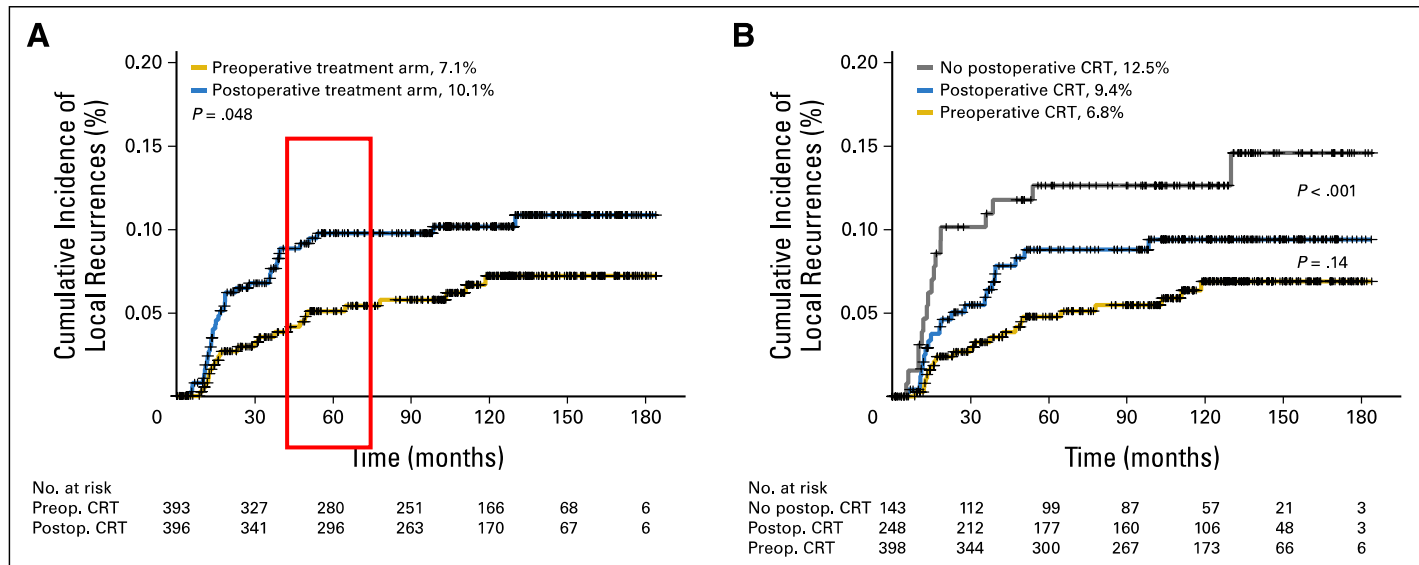 A
Cumulative Incidence of
Local Recurrences (%)
0.20
0.15
0.10
0.05
Preoperative treatment arm, 7.1%
Postoperative treatment arm, 10.1%
P = .048
0 30 60 90 120 150 180
Time (months)
No. at risk
Preop. CRT 393 327 280 251 166 68 6
Postop. CRT 396 341 296 263 170 67 6
B
Cumulative Incidence of
Local Recurrences (%)
0.20
0.15
0.10
0.05
No postoperative CRT, 12.5%
Postoperative CRT, 9.4%
Preoperative CRT, 6.8%
P < .001
P = .14
0 30 60 90 120 150 180
Time (months)
No. at risk
No postop. CRT 143 112 99 87 57 21 3
Postop. CRT 248 212 177 160 106 48 3
Preop. CRT 398 344 300 267 173 66 6